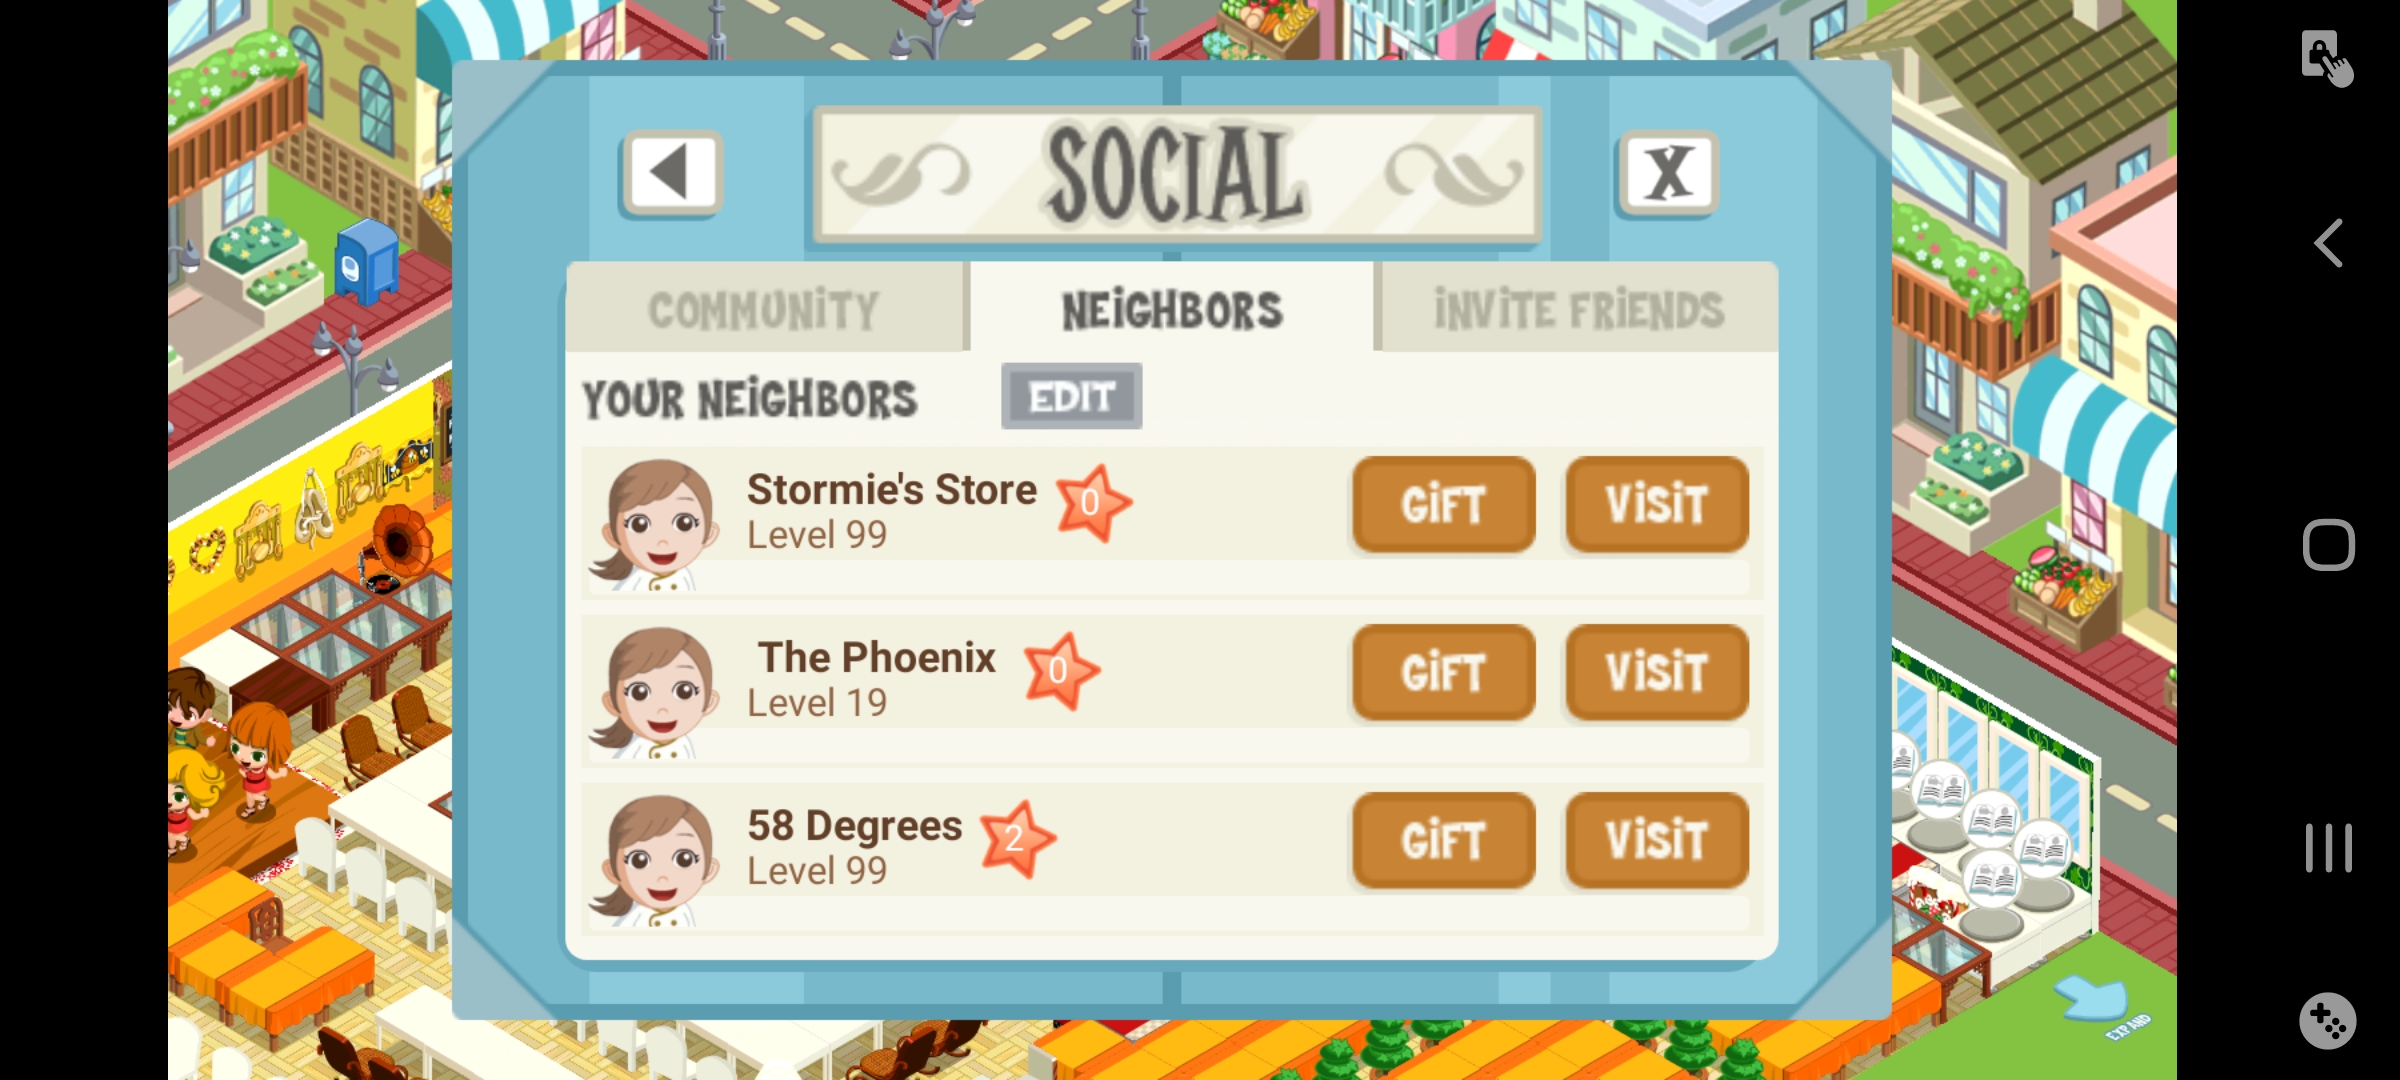 SOCIAL
X
COMMUNITY
NEIGHBORS
INVITE FRIENDS
YOUR NEIGHBORS
EDIT
Stormie's Store
0
Level 99
GIFT
VISIT
The Phoenix
0
Level 19
GIFT
VISIT
58 Degrees
2
Level 99
GIFT
VISIT
EXPAND